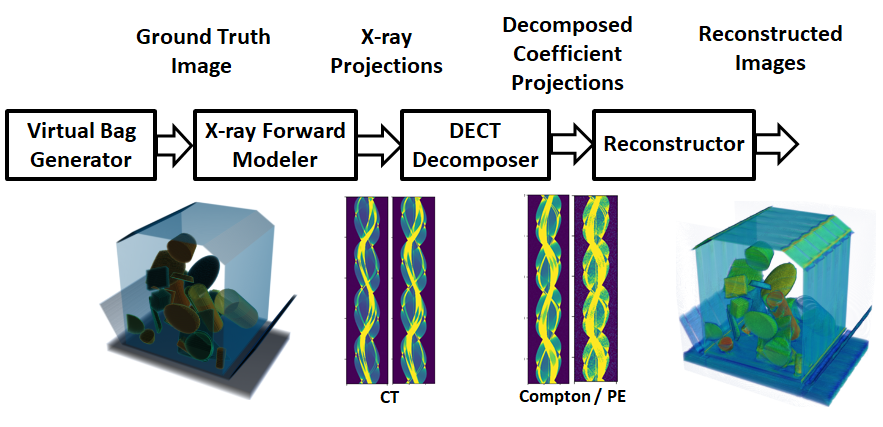 Ground Truth
Image
X-ray
Projections
Decomposed
Coefficient
Projections
Reconstructed
Images
Virtual Bag
Generator
X-ray Forward
Modeler
DECT
Decomposer
Reconstructor
CT
Compton / PE